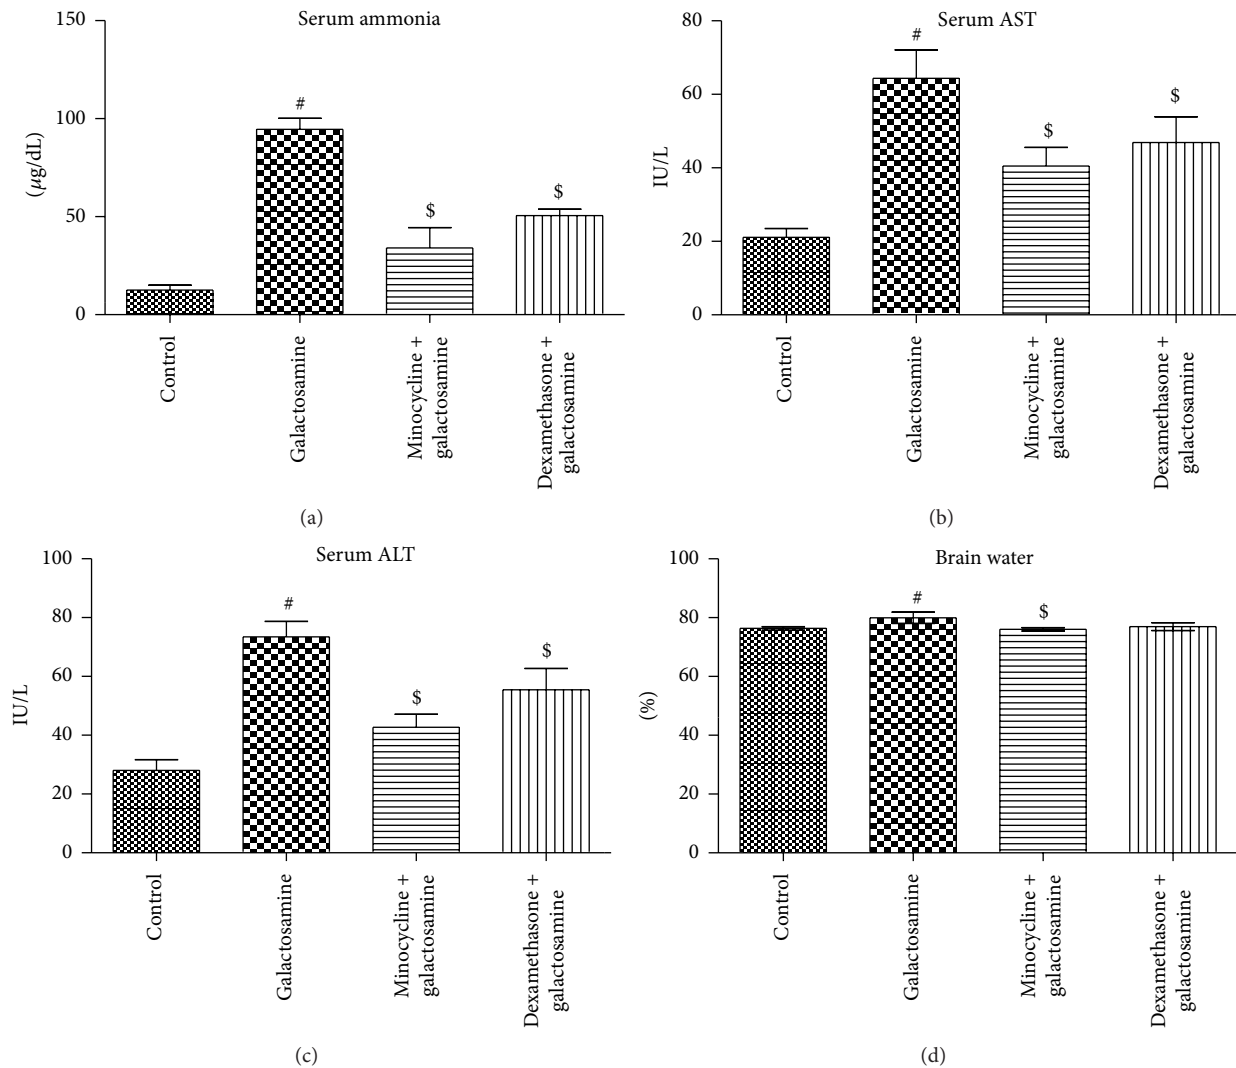 Serum ammonia
(µg/dL)
150
100
50
0
#
$
$
Control
Galactosamine
Minocycline +
galactosamine
Dexamethasone +
galactosamine
(a)
Serum AST
IU/L
80
60
40
20
0
#
$
$
Control
Galactosamine
Minocycline +
galactosamine
Dexamethasone +
galactosamine
(b)
Serum ALT
IU/L
100
80
60
40
20
0
#
$
$
Control
Galactosamine
Minocycline +
galactosamine
Dexamethasone +
galactosamine
(c)
Brain water
(%)
100
80
60
40
20
0
#
$
Control
Galactosamine
Minocycline +
galactosamine
Dexamethasone +
galactosamine
(d)